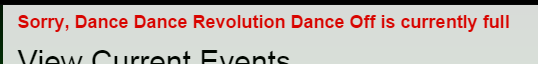 Sorry, Dance Dance Revolution Dance Off is currently full
View Current Events